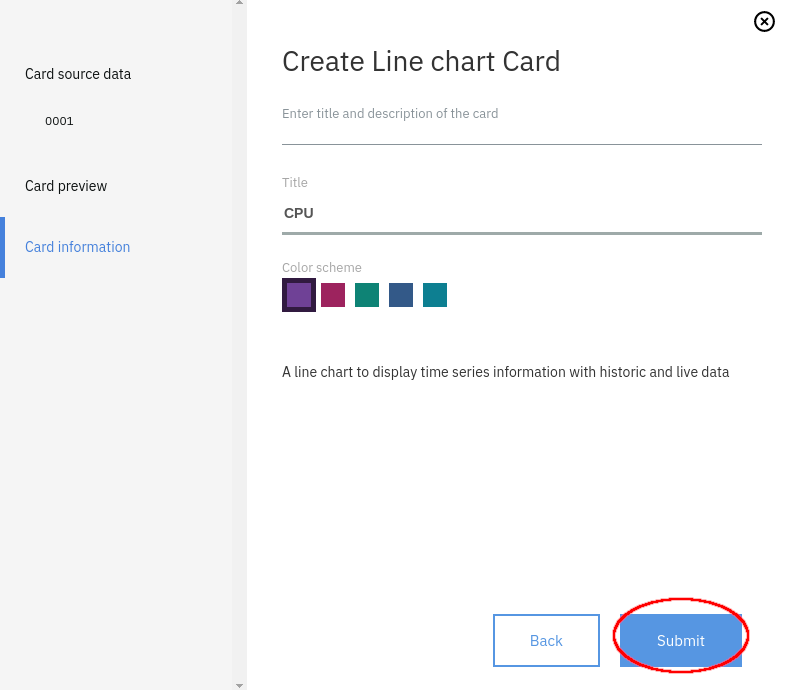 Card source data
0001
Card preview
Card information
Create Line chart Card
Enter title and description of the card
Title
CPU
Color scheme
A line chart to display time series information with historic and live data
Back
Submit